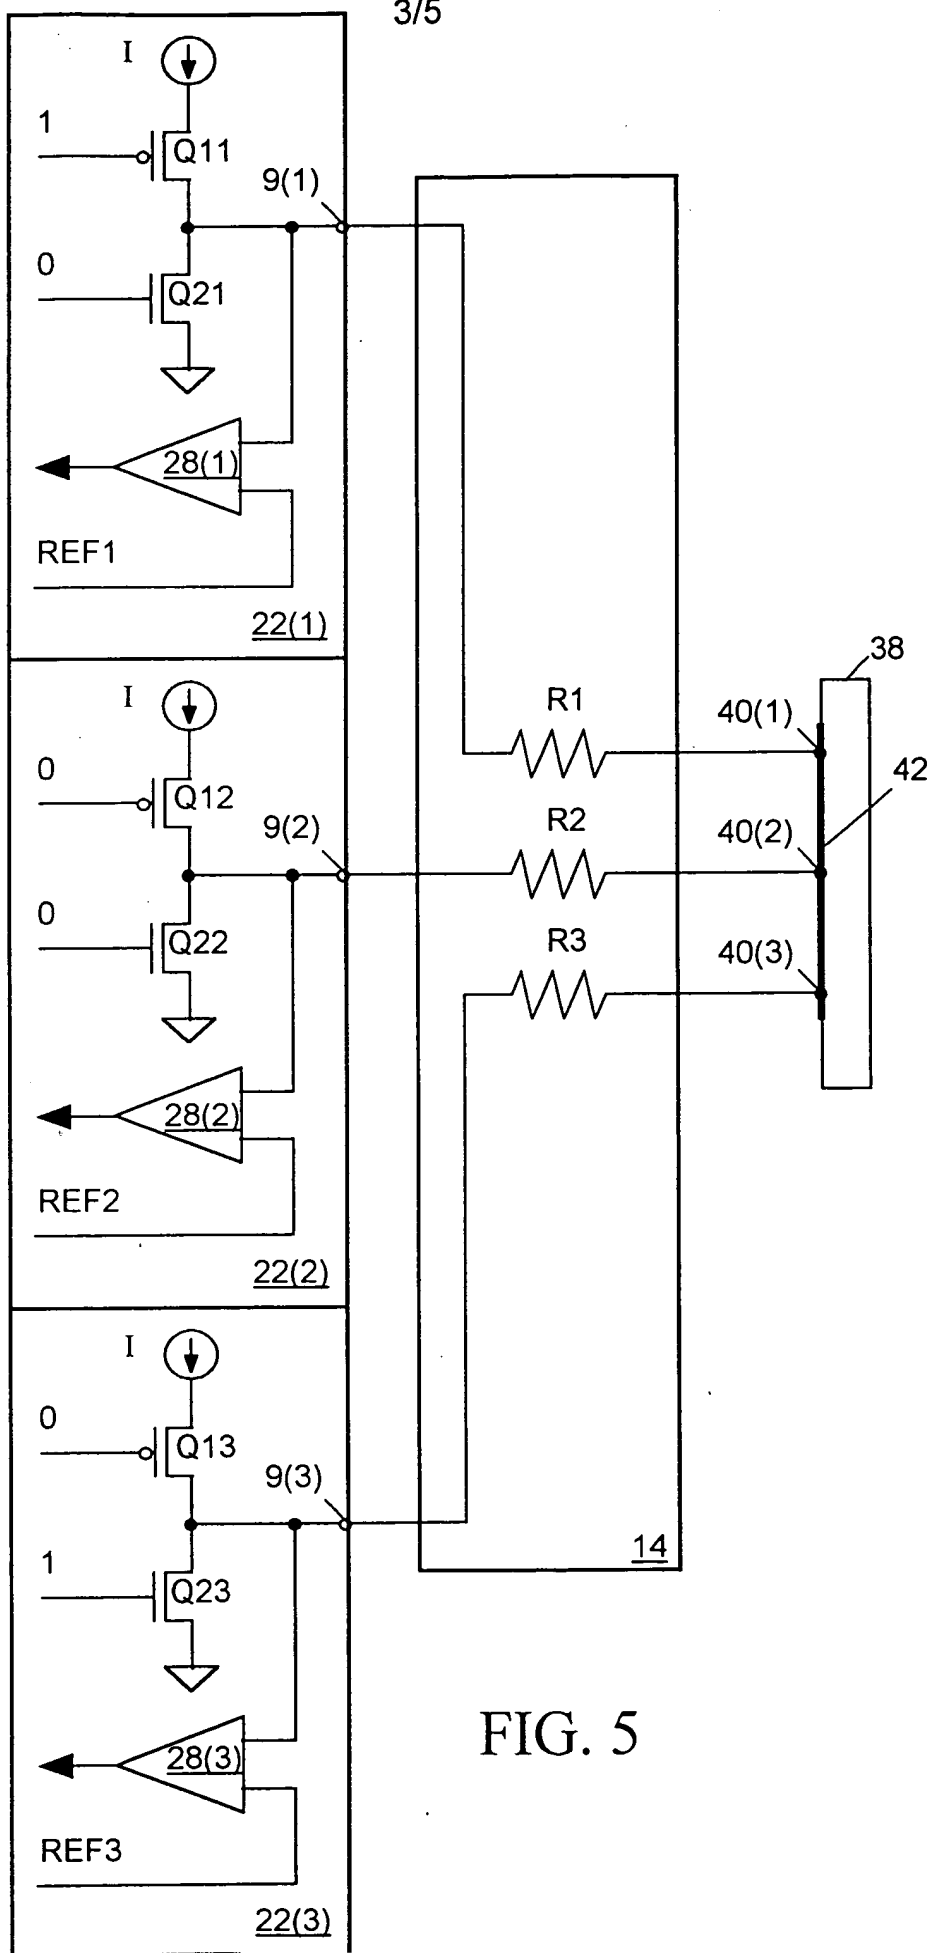 3/5
I
1
Q11
9(1)
0
Q21
28(1)
REF1
22(1)
I
0
Q12
9(2)
0
Q22
28(2)
REF2
22(2)
I
0
Q13
9(3)
1
Q23
28(3)
REF3
22(3)
R1
R2
R3
14
38
40(1)
42
40(2)
40(3)
FIG. 5